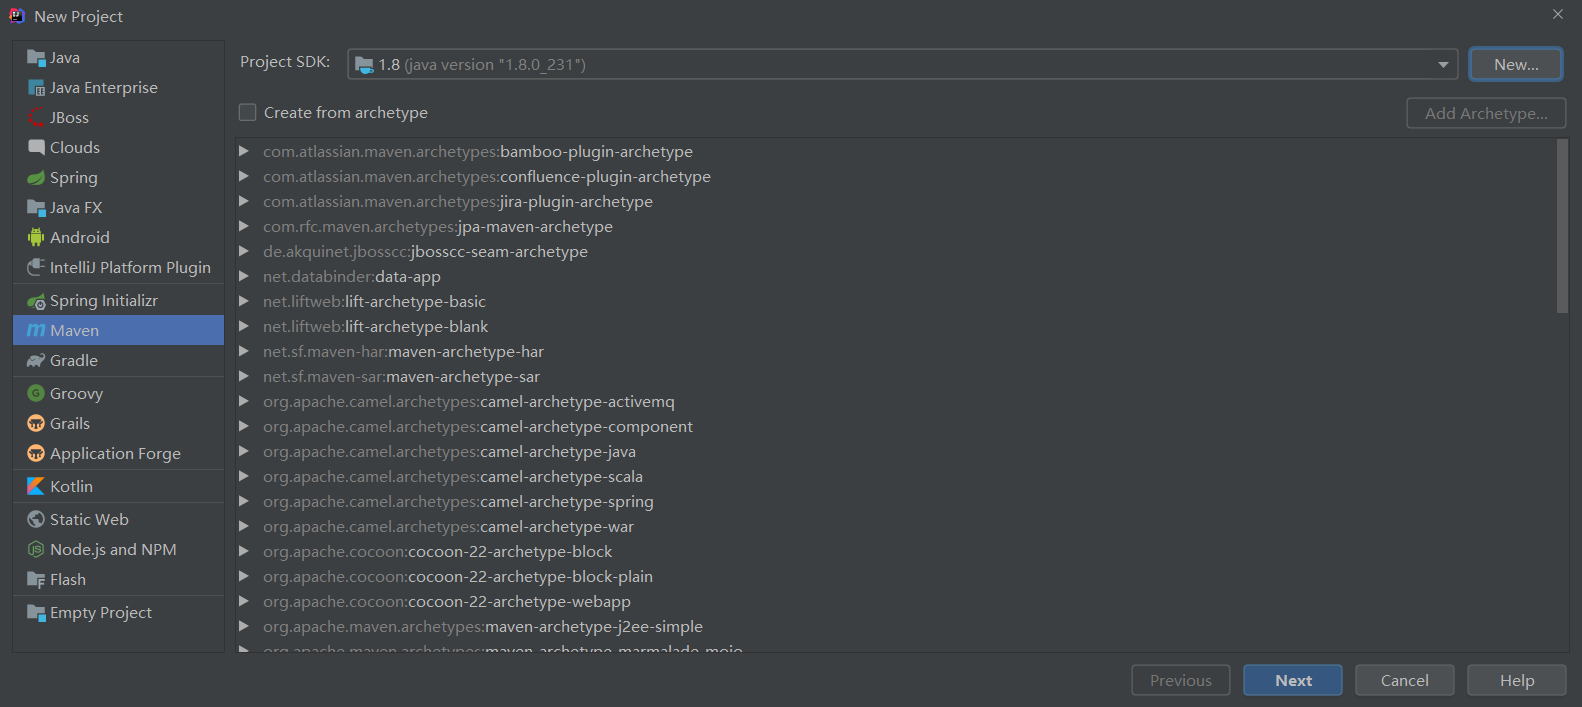 New Project
Java
Java Enterprise
JBoss
Clouds
Spring
Java FX
Android
IntelliJ Platform Plugin
Spring Initializr
m Maven
Gradle
G Groovy
Grails
Application Forge
Kotlin
Static Web
JS Node.js and NPM
F Flash
Empty Project
Project SDK: 1.8 (java version "1.8.0_231") New...
Create from archetype Add Archetype...
com.atlassian.maven.archetypes:bamboo-plugin-archetype
com.atlassian.maven.archetypes:confluence-plugin-archetype
com.atlassian.maven.archetypes:jira-plugin-archetype
com.rfc.maven.archetypes:jpa-maven-archetype
de.akquinet.jbosscc:jbosscc-seam-archetype
net.databinder:data-app
net.liftweb:lift-archetype-basic
net.liftweb:lift-archetype-blank
net.sf.maven-har:maven-archetype-har
net.sf.maven-sar:maven-archetype-sar
org.apache.camel.archetypes:camel-archetype-activemq
org.apache.camel.archetypes:camel-archetype-component
org.apache.camel.archetypes:camel-archetype-java
org.apache.camel.archetypes:camel-archetype-scala
org.apache.camel.archetypes:camel-archetype-spring
org.apache.camel.archetypes:camel-archetype-war
org.apache.cocoon:cocoon-22-archetype-block
org.apache.cocoon:cocoon-22-archetype-block-plain
org.apache.cocoon:cocoon-22-archetype-webapp
org.apache.maven.archetypes:maven-archetype-j2ee-simple
org.apache.maven.archetypes:maven-archetype-marmalade-mojo
Previous Next Cancel Help